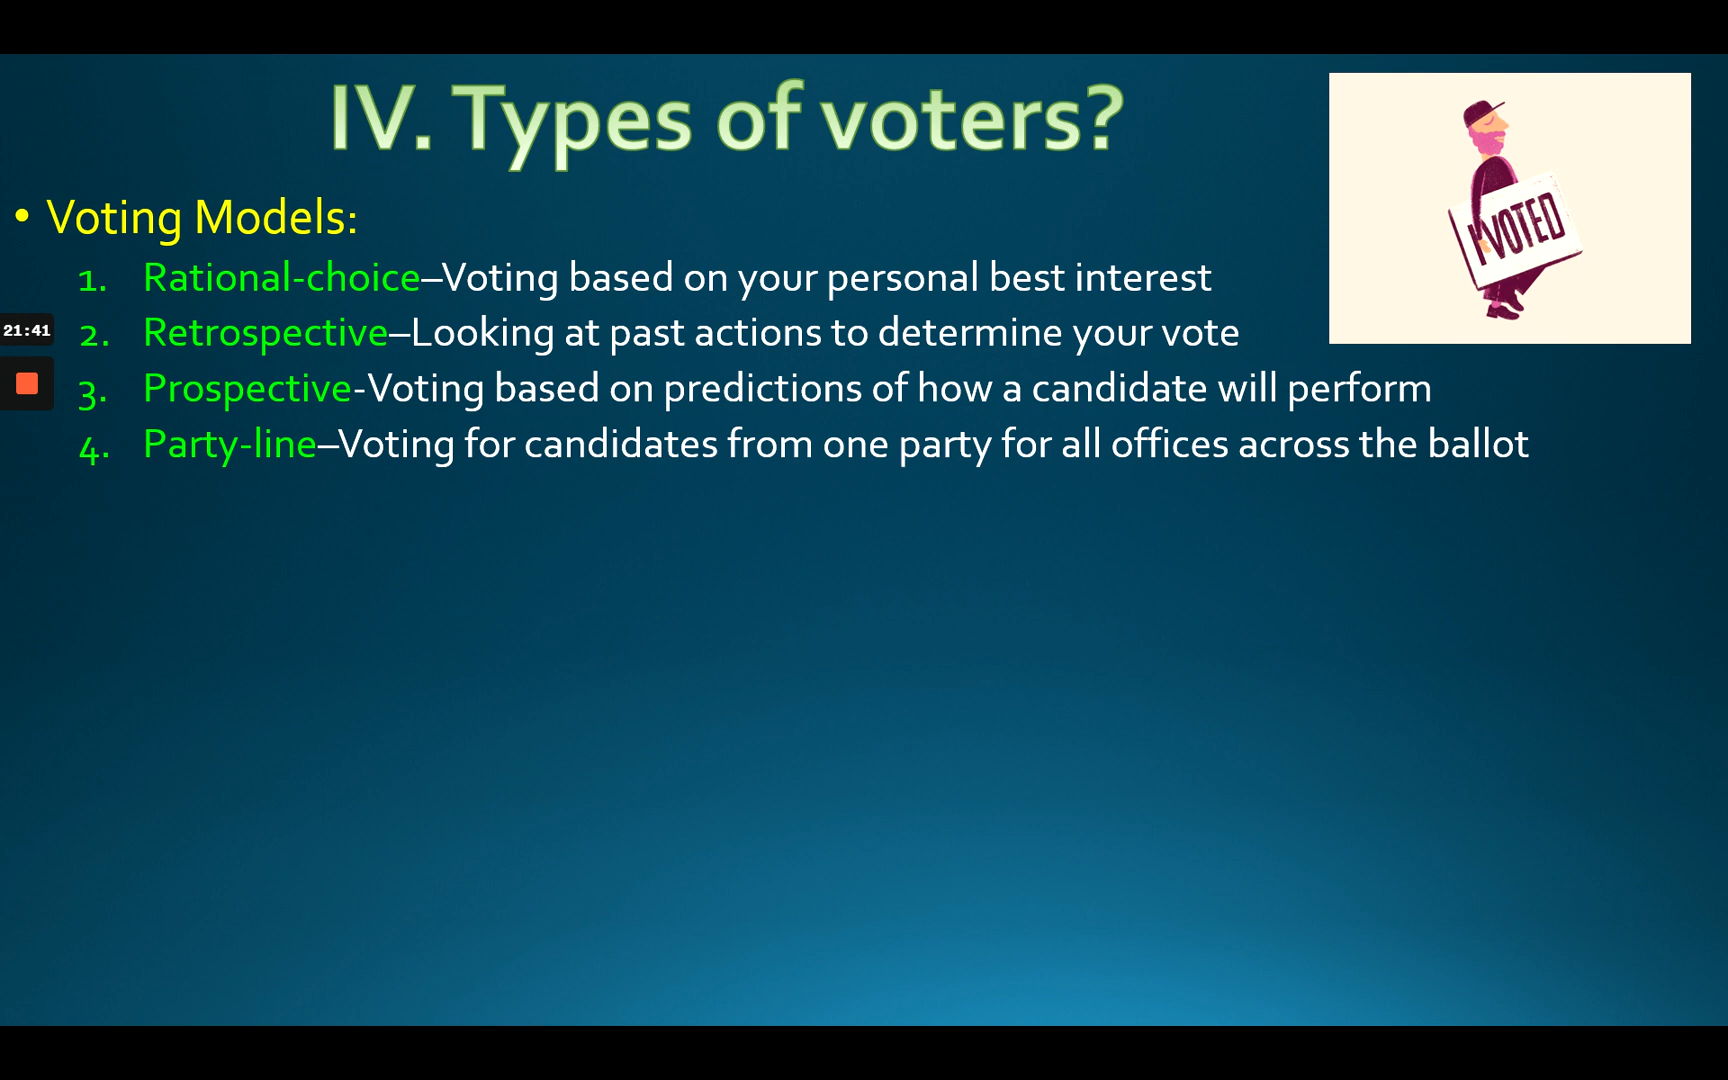 IV. Types of voters?
• Voting Models:
1. Rational-choice–Voting based on your personal best interest
2. Retrospective–Looking at past actions to determine your vote
3. Prospective-Voting based on predictions of how a candidate will perform
4. Party-line–Voting for candidates from one party for all offices across the ballot
I VOTED
21:41